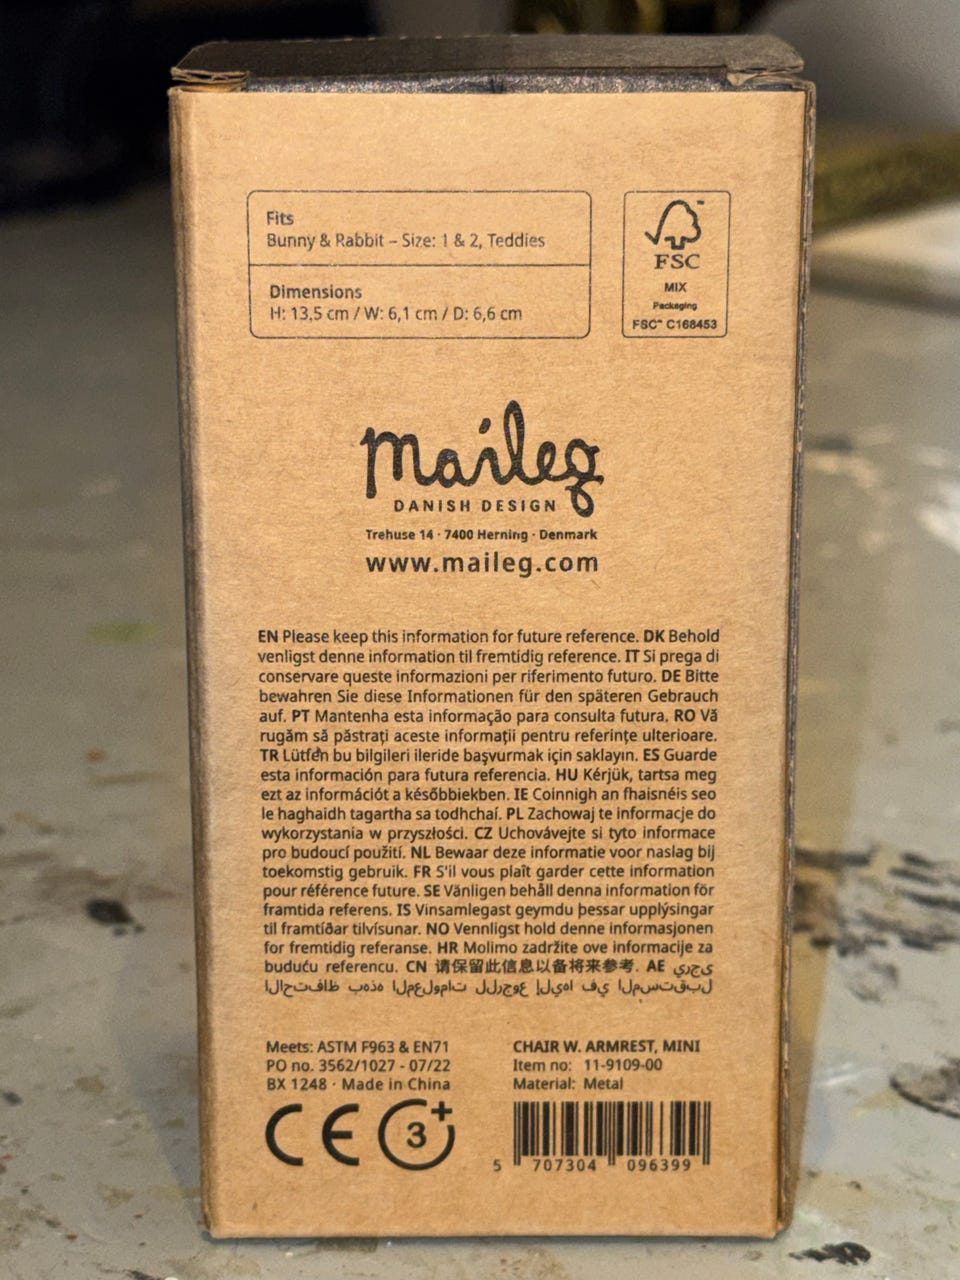 Fits
Bunny & Rabbit – Size: 1 & 2, Teddies
Dimensions
H: 13,5 cm / W: 6,1 cm / D: 6,6 cm
FSC™
MIX
Packaging
FSC™ C168453
maileg
DANISH DESIGN
Trehuse 14 · 7400 Herning · Denmark
www.maileg.com
EN Please keep this information for future reference. DK Behold
venligst denne information til fremtidig reference. IT Si prega di
conservare queste informazioni per riferimento futuro. DE Bitte
bewahren Sie diese Informationen für den späteren Gebrauch
auf. PT Mantenha esta informação para consulta futura. RO Vă
rugăm să păstrați aceste informații pentru referințe ulterioare.
TR Lütfen bu bilgileri ileride başvurmak için saklayın. ES Guarde
esta información para futura referencia. HU Kérjük, tartsa meg
ezt az információt a későbbiekben. IE Coinnigh an fhaisnéis seo
le haghaidh tagartha sa todhchaí. PL Zachowaj te informacje do
wykorzystania w przyszłości. CZ Uchovávejte si tyto informace
pro budoucí použití. NL Bewaar deze informatie voor naslag bij
toekomstig gebruik. FR S'il vous plaît garder cette information
pour référence future. SE Vänligen behåll denna information för
framtida referens. IS Vinsamlegast geymdu þessar upplýsingar
til framtíðar tilvísunar. NO Vennligst hold denne informasjonen
for fremtidig referanse. HR Molimo zadržite ove informacije za
buduću referencu. CN 请保留此信息以备将来参考. AE يرجى
الاحتفاظ بهذه المعلومات للرجوع إليها في المستقبل
Meets: ASTM F963 & EN71
PO no. 3562/1027 - 07/22
BX 1248 · Made in China
CE 3+
CHAIR W. ARMREST, MINI
Item no: 11-9109-00
Material: Metal
5 707304 096399